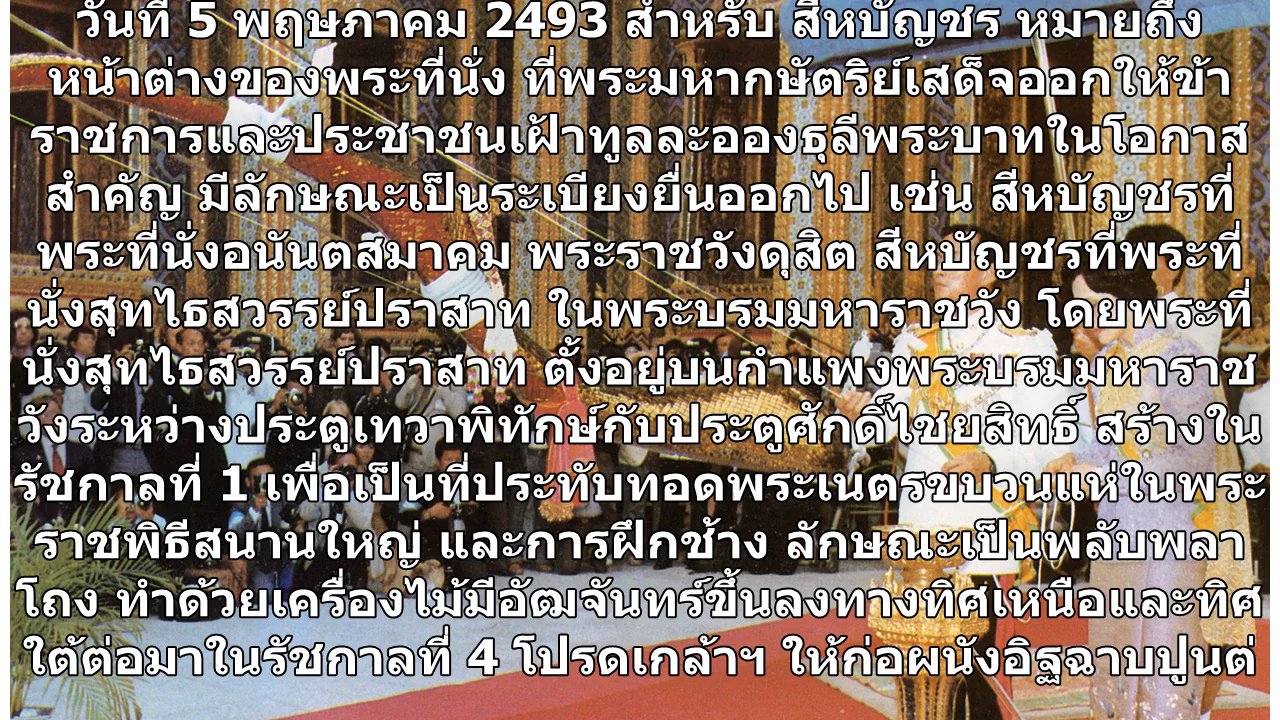 วันที่ 5 พฤษภาคม 2493 สำหรับ สีหบัญชร หมายถึง
หน้าต่างของพระที่นั่ง ที่พระมหากษัตริย์เสด็จออกให้ข้า
ราชการและประชาชนเฝ้าทูลละอองธุลีพระบาทในโอกาส
สำคัญ มีลักษณะเป็นระเบียงยื่นออกไป เช่น สีหบัญชรที่
พระที่นั่งอนันตสมาคม พระราชวังดุสิต สีหบัญชรที่พระที่
นั่งสุทไธสวรรย์ปราสาท ในพระบรมมหาราชวัง โดยพระที่
นั่งสุทไธสวรรย์ปราสาท ตั้งอยู่บนกำแพงพระบรมมหาราช
วังระหว่างประตูเทวาพิทักษ์กับประตูศักดิ์ไชยสิทธิ์ สร้างใน
รัชกาลที่ 1 เพื่อเป็นที่ประทับทอดพระเนตรขบวนแห่ในพระ
ราชพิธีสนานใหญ่ และการฝึกช้าง ลักษณะเป็นพลับพลา
โถง ทำด้วยเครื่องไม้มีอัฒจันทร์ขึ้นลงทางทิศเหนือและทิศ
ใต้ต่อมาในรัชกาลที่ 4 โปรดเกล้าฯ ให้ก่อผนังอิฐฉาบปูนต่